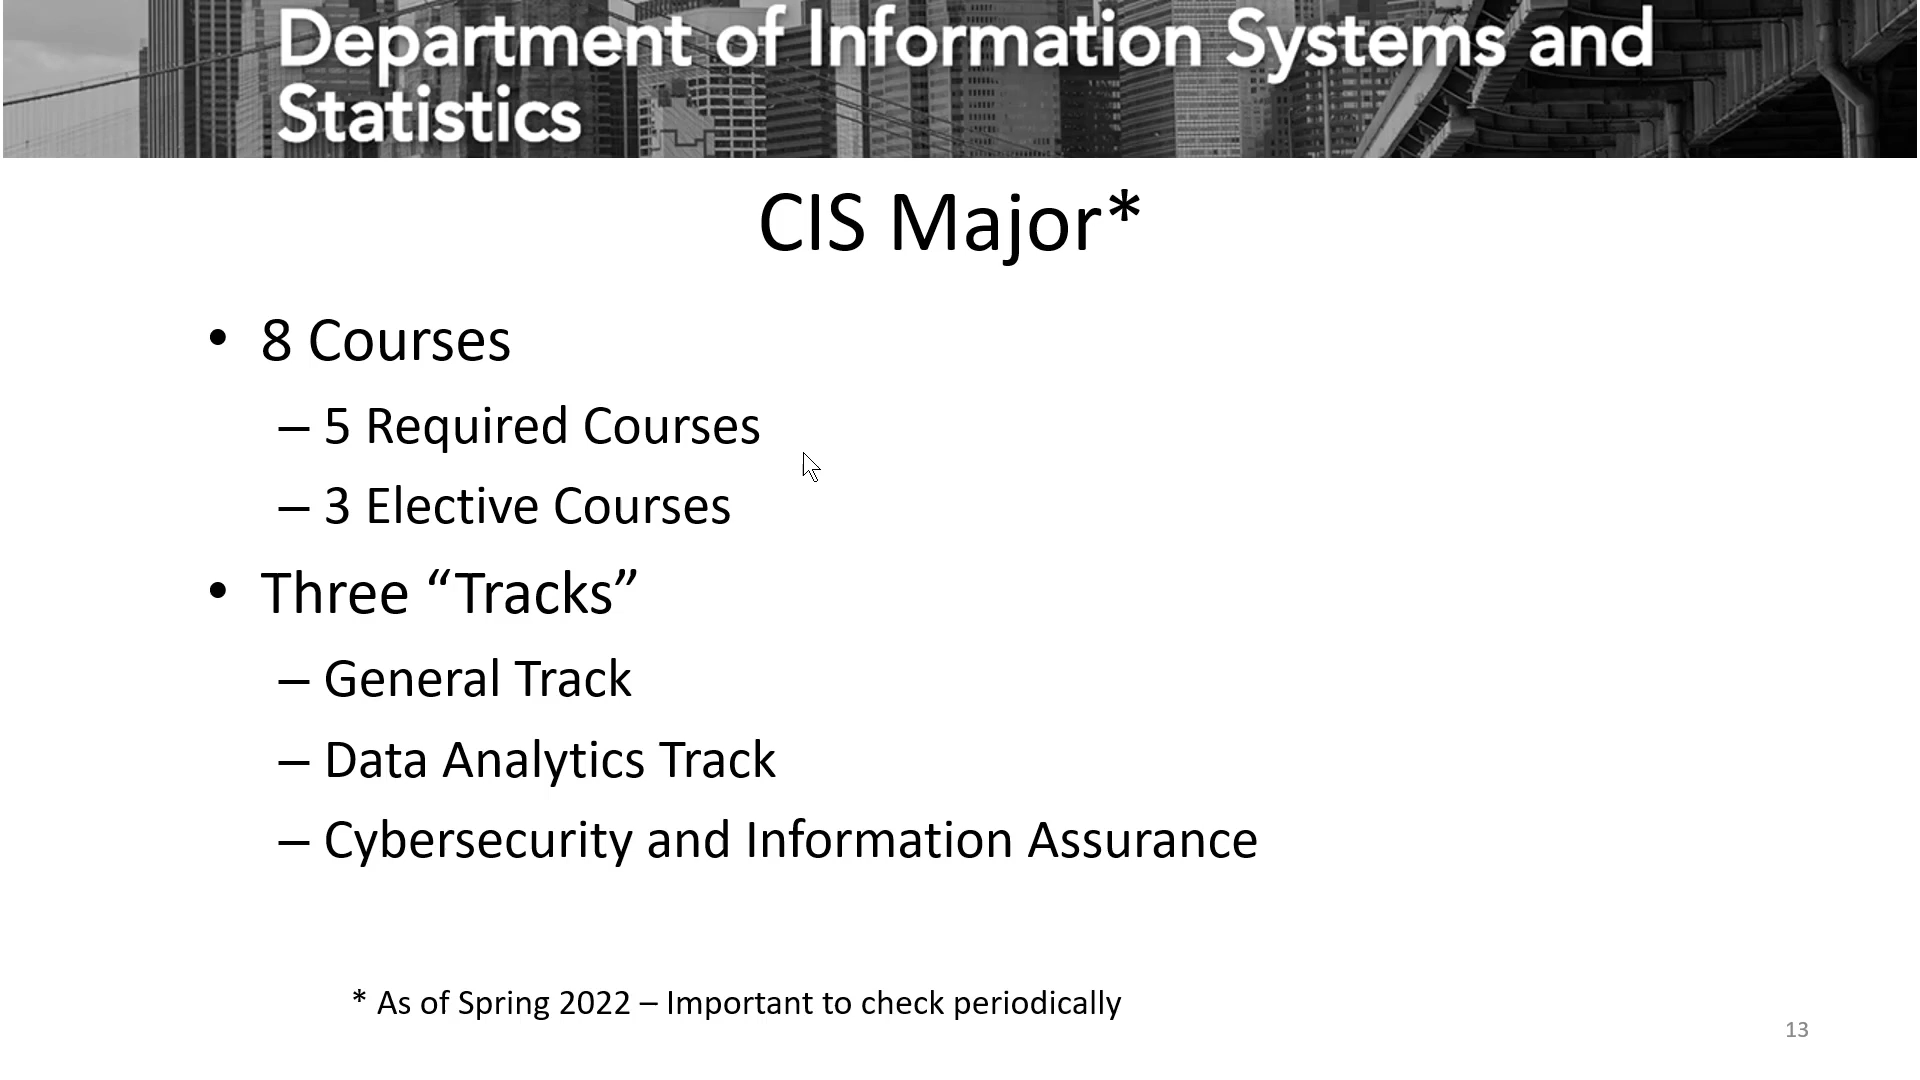 Department of Information Systems and
Statistics
CIS Major*
• 8 Courses
– 5 Required Courses
– 3 Elective Courses
• Three “Tracks”
– General Track
– Data Analytics Track
– Cybersecurity and Information Assurance
* As of Spring 2022 – Important to check periodically
13